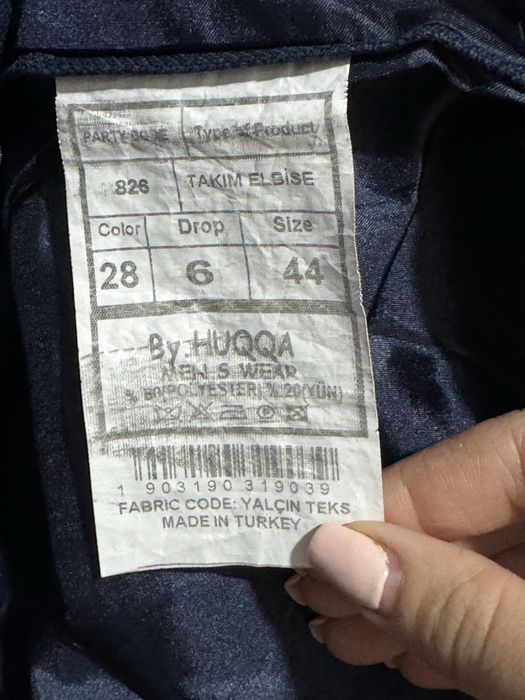 PARTY CODE Type of Product
826 TAKIM ELBİSE
Color Drop Size
28 6 44
By.HUQQA
MEN S WEAR
% 80(POLYESTER) % 20(YÜN)
1 903190 319039
FABRIC CODE: YALÇIN TEKS
MADE IN TURKEY